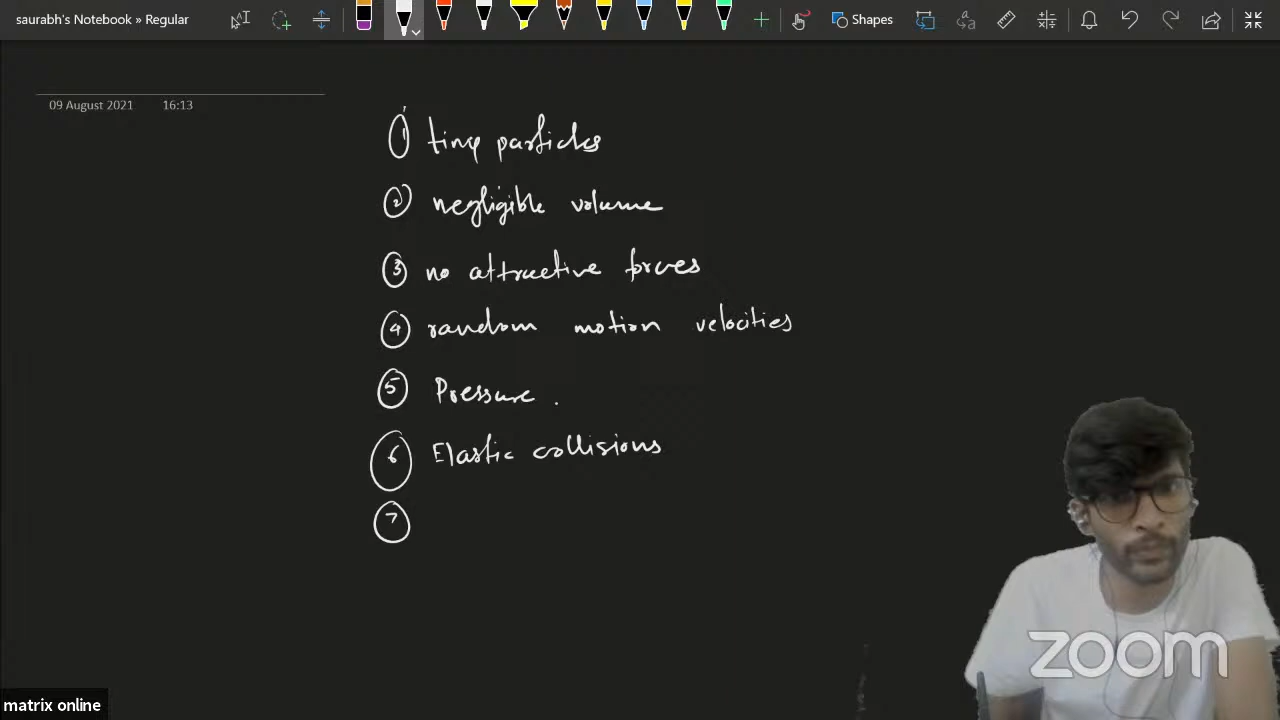 saurabh's Notebook » Regular
Shapes
09 August 2021 16:13
① tiny particles
② negligible volume
③ no attractive forces
④ random motion velocities
⑤ Pressure .
⑥ Elastic collisions
⑦
zoom
matrix online